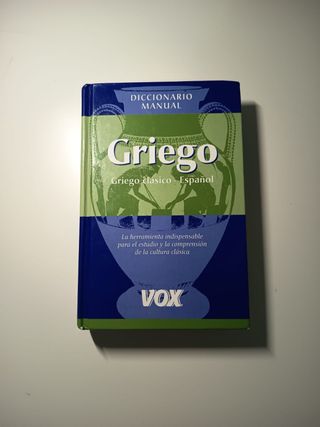 DICCIONARIO
MANUAL
Griego
Griego clásico - Español
La herramienta indispensable
para el estudio y la comprensión
de la cultura clásica
VOX